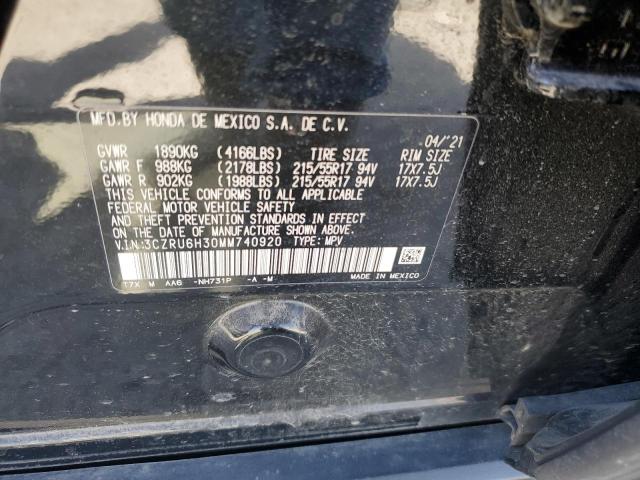 MFD. BY HONDA DE MEXICO S.A. DE C.V.
04/'21
GVWR 1890KG (4166LBS) TIRE SIZE RIM SIZE
GAWR F 988KG (2178LBS) 215/55R17 94V 17X7.5J
GAWR R 902KG (1988LBS) 215/55R17 94V 17X7.5J
THIS VEHICLE CONFORMS TO ALL APPLICABLE
FEDERAL MOTOR VEHICLE SAFETY
AND THEFT PREVENTION STANDARDS IN EFFECT
ON THE DATE OF MANUFACTURE SHOWN ABOVE.
V.I.N:3CZRU6H30MM740920 TYPE: MPV
MADE IN MEXICO
T7X M AA6 -NH731P -A -M-